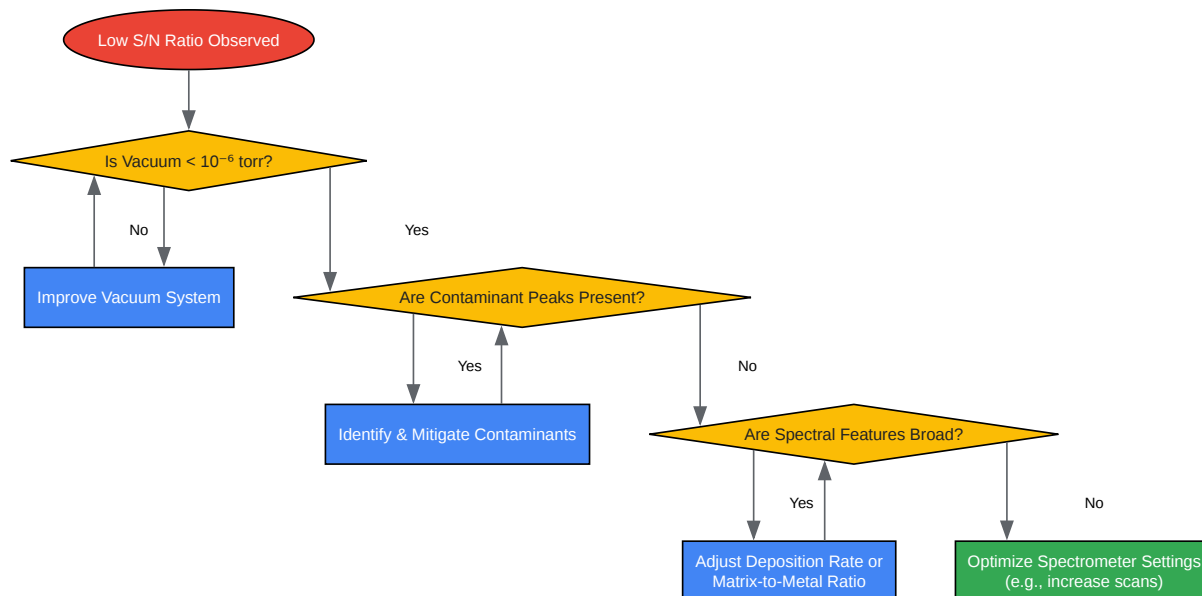 Low S/N Ratio Observed
Is Vacuum < 10⁻⁶ torr?
No
Yes
Improve Vacuum System
Are Contaminant Peaks Present?
Yes
No
Identify & Mitigate Contaminants
Are Spectral Features Broad?
Yes
No
Adjust Deposition Rate or
Matrix-to-Metal Ratio
Optimize Spectrometer Settings
(e.g., increase scans)